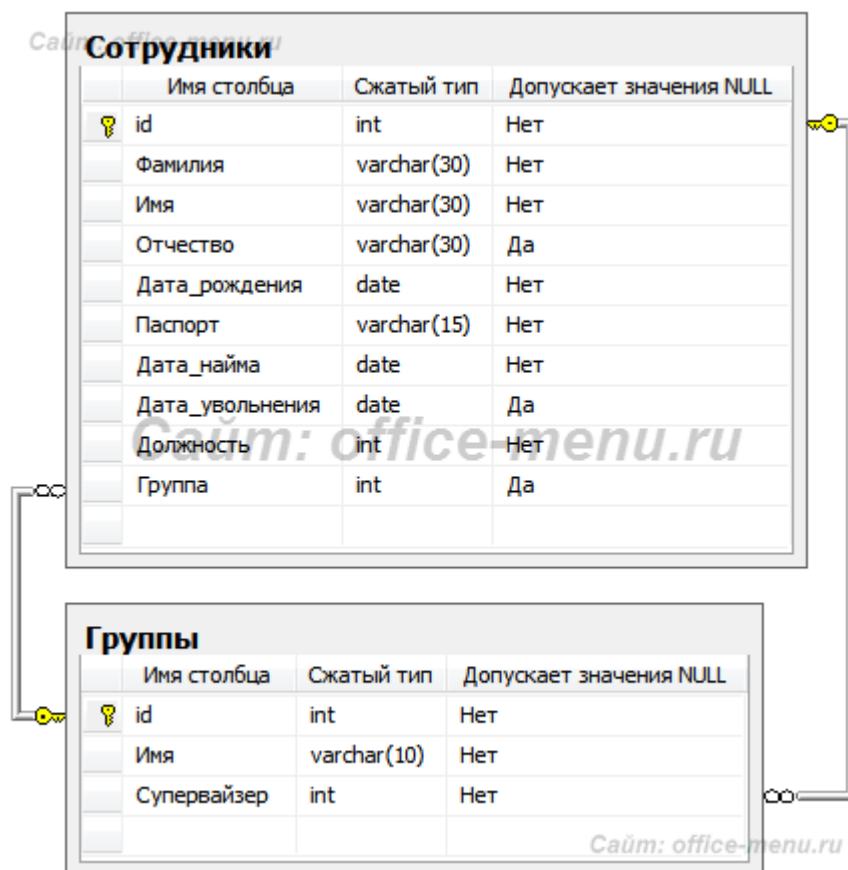 Сайт: office-menu.ru
Сотрудники
Имя столбца Сжатый тип Допускает значения NULL
id int Нет
Фамилия varchar(30) Нет
Имя varchar(30) Нет
Отчество varchar(30) Да
Дата_рождения date Нет
Паспорт varchar(15) Нет
Дата_найма date Нет
Дата_увольнения date Да
Сайт: office-menu.ru
Должность int Нет
Группа int Да
Группы
Имя столбца Сжатый тип Допускает значения NULL
id int Нет
Имя varchar(10) Нет
Супервайзер int Нет
Сайт: office-menu.ru